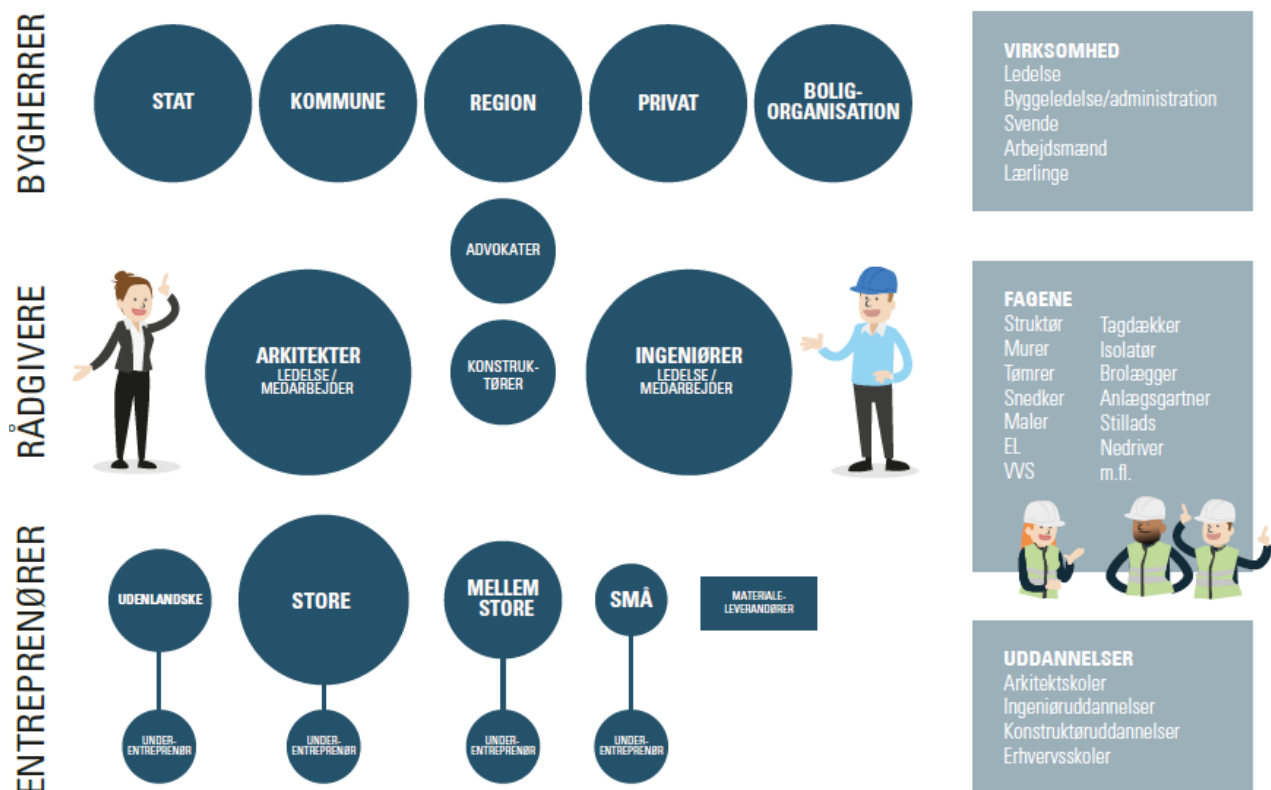 BYGHERRER
STAT
KOMMUNE
REGION
PRIVAT
BOLIG-
ORGANISATION
RÅDGIVERE
ADVOKATER
ARKITEKTER
LEDELSE /
MEDARBEJDER
KONSTRUK-
TØRER
INGENIØRER
LEDELSE /
MEDARBEJDER
ENTREPRENØRER
UDENLANDSKE
STORE
MELLEM
STORE
SMÅ
MATERIALE-
LEVERANDØRER
UNDER-
ENTREPRENØR
UNDER-
ENTREPRENØR
UNDER-
ENTREPRENØR
UNDER-
ENTREPRENØR
VIRKSOMHED
Ledelse
Byggeledelse/administration
Svende
Arbejdsmænd
Lærlinge
FAGENE
Struktør
Murer
Tømrer
Snedker
Maler
EL
VVS
Tagdækker
Isolatør
Brolægger
Anlægsgartner
Stillads
Nedriver
m.fl.
UDDANNELSER
Arkitektskoler
Ingeniøruddannelser
Konstruktøruddannelser
Erhvervsskoler